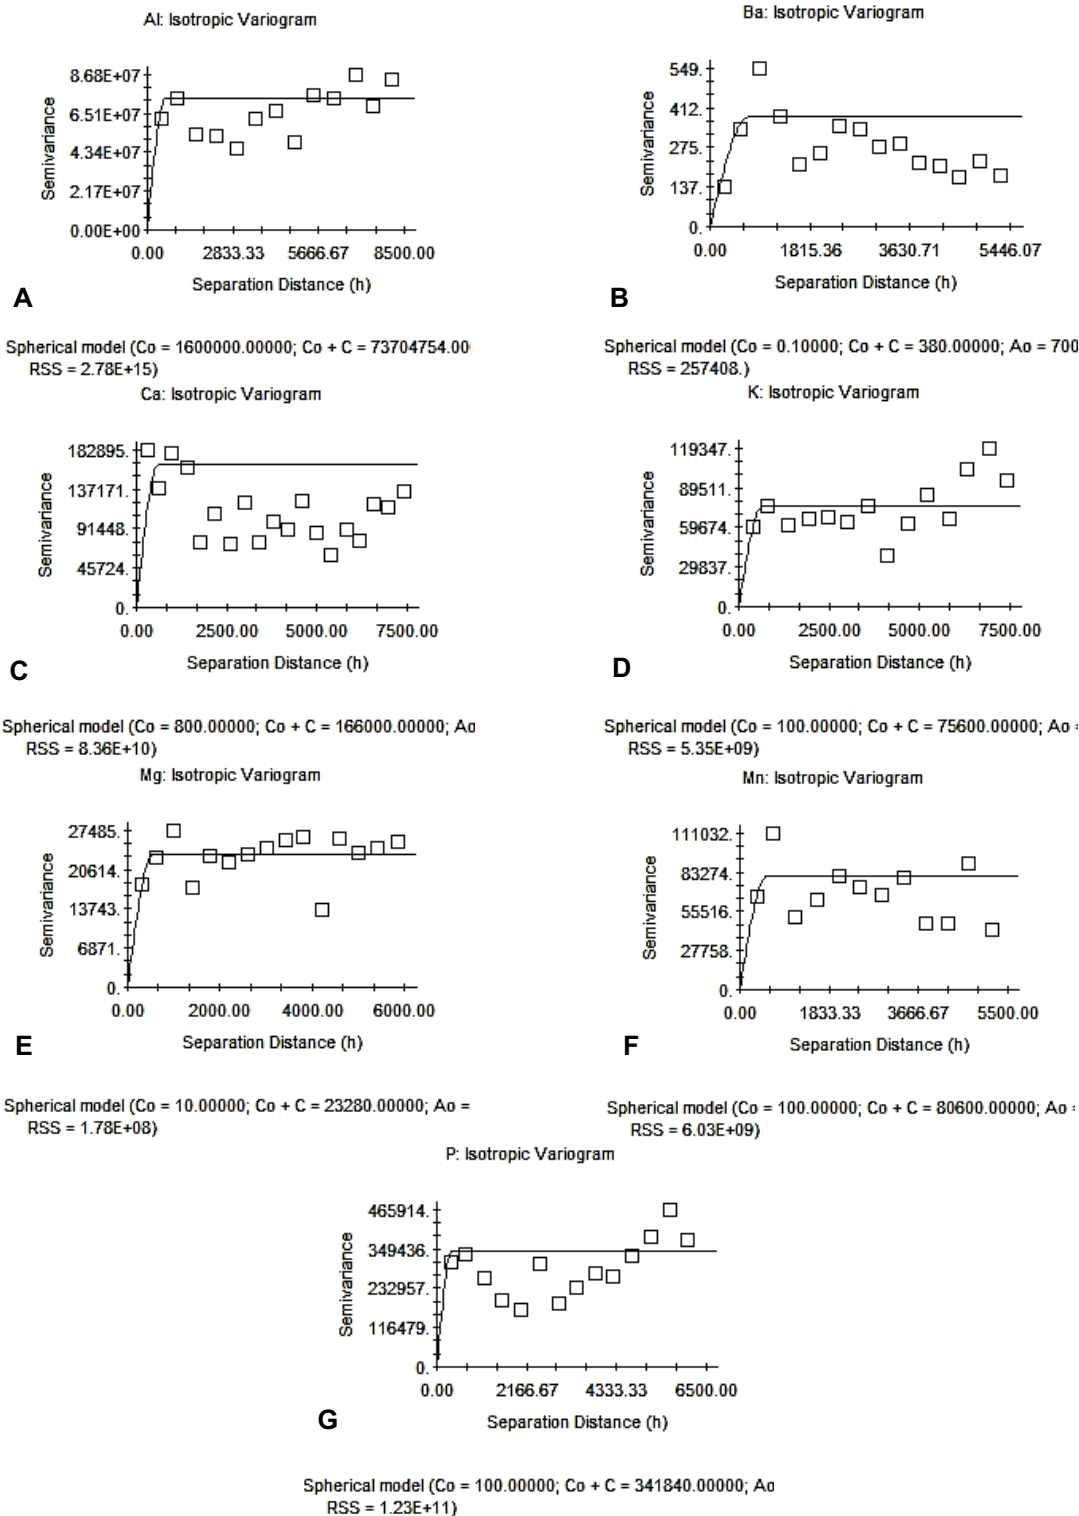 Al: Isotropic Variogram
8.68E+07
6.51E+07
4.34E+07
2.17E+07
0.00E+00
Semivariance
0.00 2833.33 5666.67 8500.00
Separation Distance (h)
A
Ba: Isotropic Variogram
549.
412.
275.
137.
0.
Semivariance
0.00 1815.36 3630.71 5446.07
Separation Distance (h)
B
Spherical model (Co = 1600000.00000; Co + C = 73704754.00
RSS = 2.78E+15)
Spherical model (Co = 0.10000; Co + C = 380.00000; Ao = 700
RSS = 257408.)
Ca: Isotropic Variogram
182895.
137171.
91448.
45724.
0.
Semivariance
0.00 2500.00 5000.00 7500.00
Separation Distance (h)
C
K: Isotropic Variogram
119347.
89511.
59674.
29837.
0.
Semivariance
0.00 2500.00 5000.00 7500.00
Separation Distance (h)
D
Spherical model (Co = 800.00000; Co + C = 166000.00000; Ao
RSS = 8.36E+10)
Spherical model (Co = 100.00000; Co + C = 75600.00000; Ao =
RSS = 5.35E+09)
Mg: Isotropic Variogram
27485.
20614.
13743.
6871.
0.
Semivariance
0.00 2000.00 4000.00 6000.00
Separation Distance (h)
E
Mn: Isotropic Variogram
111032.
83274.
55516.
27758.
0.
Semivariance
0.00 1833.33 3666.67 5500.00
Separation Distance (h)
F
Spherical model (Co = 10.00000; Co + C = 23280.00000; Ao =
RSS = 1.78E+08)
Spherical model (Co = 100.00000; Co + C = 80600.00000; Ao =
RSS = 6.03E+09)
P: Isotropic Variogram
465914.
349436.
232957.
116479.
0.
Semivariance
0.00 2166.67 4333.33 6500.00
Separation Distance (h)
G
Spherical model (Co = 100.00000; Co + C = 341840.00000; Ao
RSS = 1.23E+11)